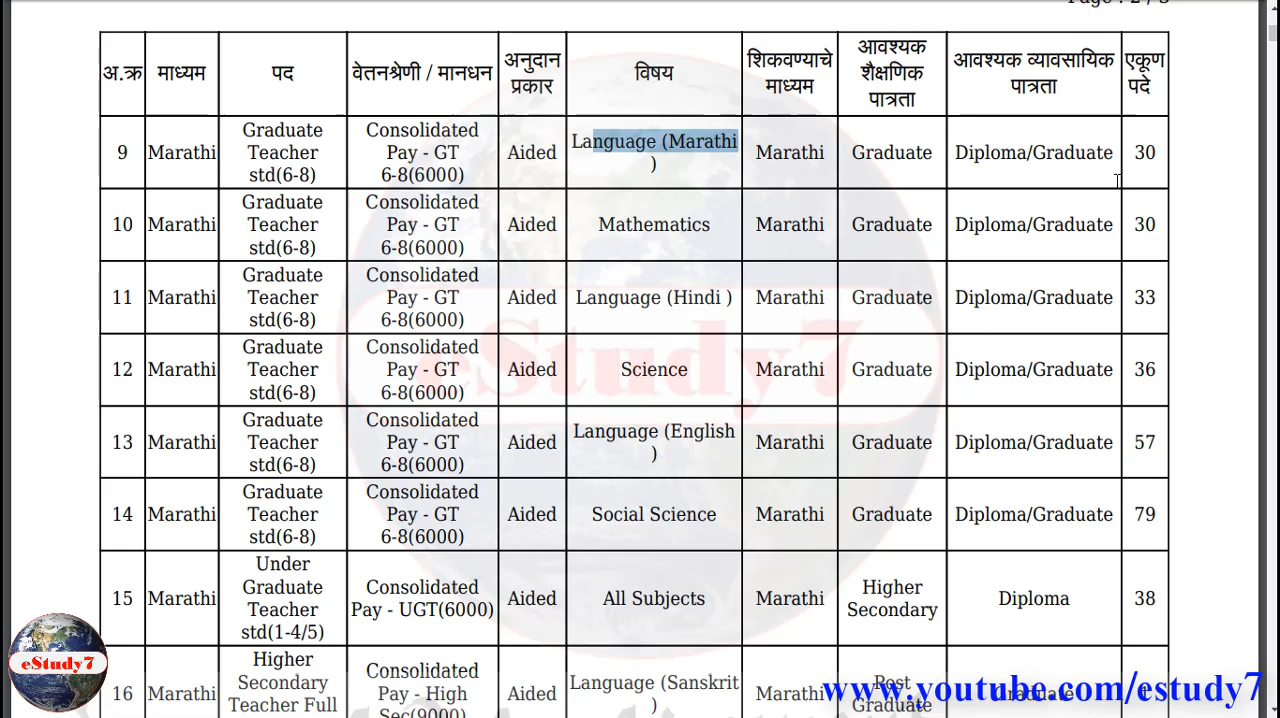 अ.क्र माध्यम पद वेतनश्रेणी / मानधन अनुदान प्रकार विषय शिकवण्याचे माध्यम आवश्यक शैक्षणिक पात्रता आवश्यक व्यावसायिक पात्रता एकूण पदे
9 Marathi Graduate Teacher std(6-8) Consolidated Pay - GT 6-8(6000) Aided Language (Marathi ) Marathi Graduate Diploma/Graduate 30
10 Marathi Graduate Teacher std(6-8) Consolidated Pay - GT 6-8(6000) Aided Mathematics Marathi Graduate Diploma/Graduate 30
11 Marathi Graduate Teacher std(6-8) Consolidated Pay - GT 6-8(6000) Aided Language (Hindi ) Marathi Graduate Diploma/Graduate 33
12 Marathi Graduate Teacher std(6-8) Consolidated Pay - GT 6-8(6000) Aided Science Marathi Graduate Diploma/Graduate 36
13 Marathi Graduate Teacher std(6-8) Consolidated Pay - GT 6-8(6000) Aided Language (English ) Marathi Graduate Diploma/Graduate 57
14 Marathi Graduate Teacher std(6-8) Consolidated Pay - GT 6-8(6000) Aided Social Science Marathi Graduate Diploma/Graduate 79
15 Marathi Under Graduate Teacher std(1-4/5) Consolidated Pay - UGT(6000) Aided All Subjects Marathi Higher Secondary Diploma 38
16 Marathi Higher Secondary Teacher Full Consolidated Pay - High Sec(9000) Aided Language (Sanskrit ) Marathi Post Graduate Graduate
eStudy7
eStudy7
www.youtube.com/estudy7